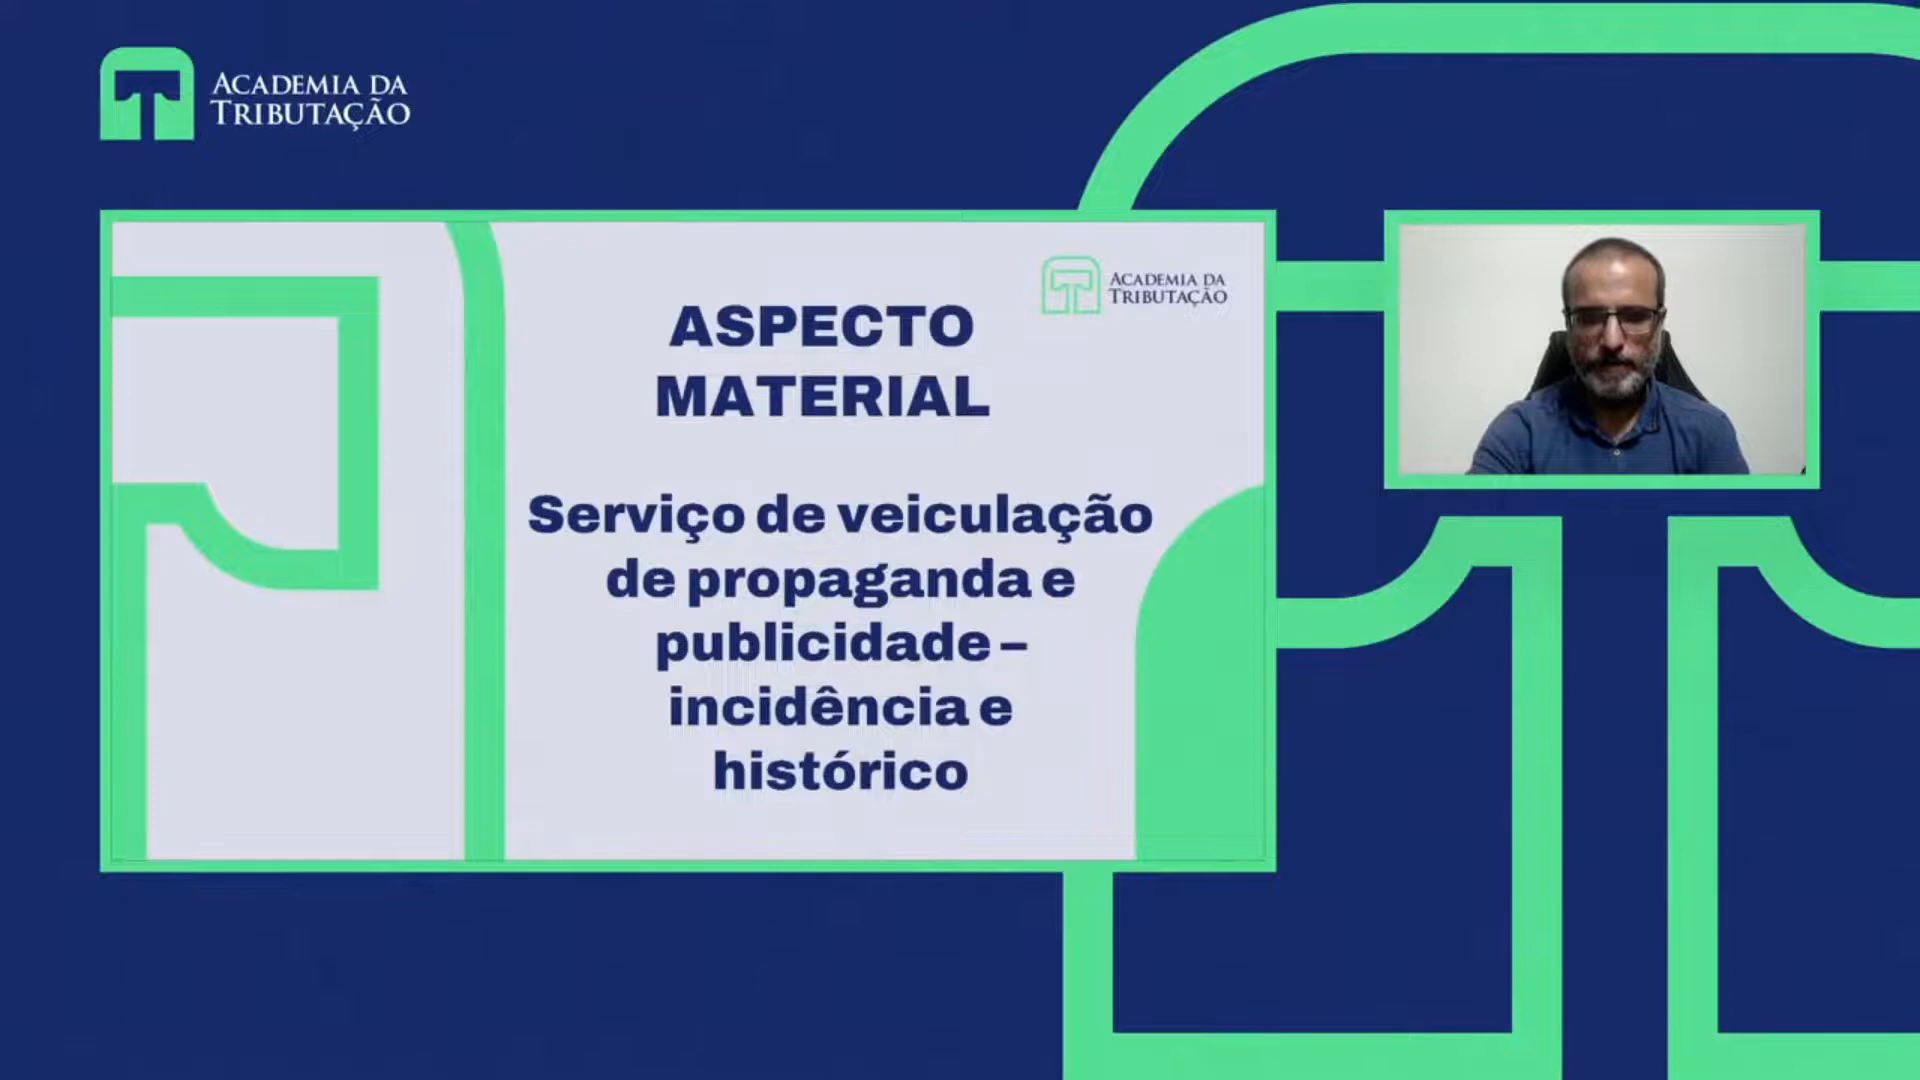 ACADEMIA DA
TRIBUTAÇÃO
ACADEMIA DA
TRIBUTAÇÃO
ASPECTO
MATERIAL
Serviço de veiculação
de propaganda e
publicidade –
incidência e
histórico